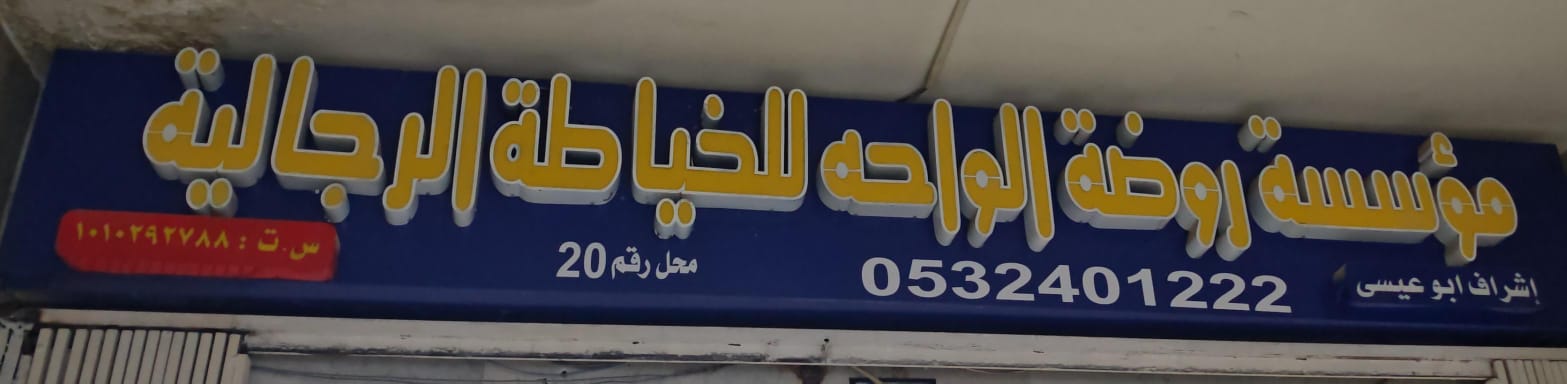 مؤسسة روضة الواحه للخياطة الرجالية
إشراف ابو عيسى 0532401222 محل رقم 20 س.ت : ١٠١٠٢٩٢٧٨٨